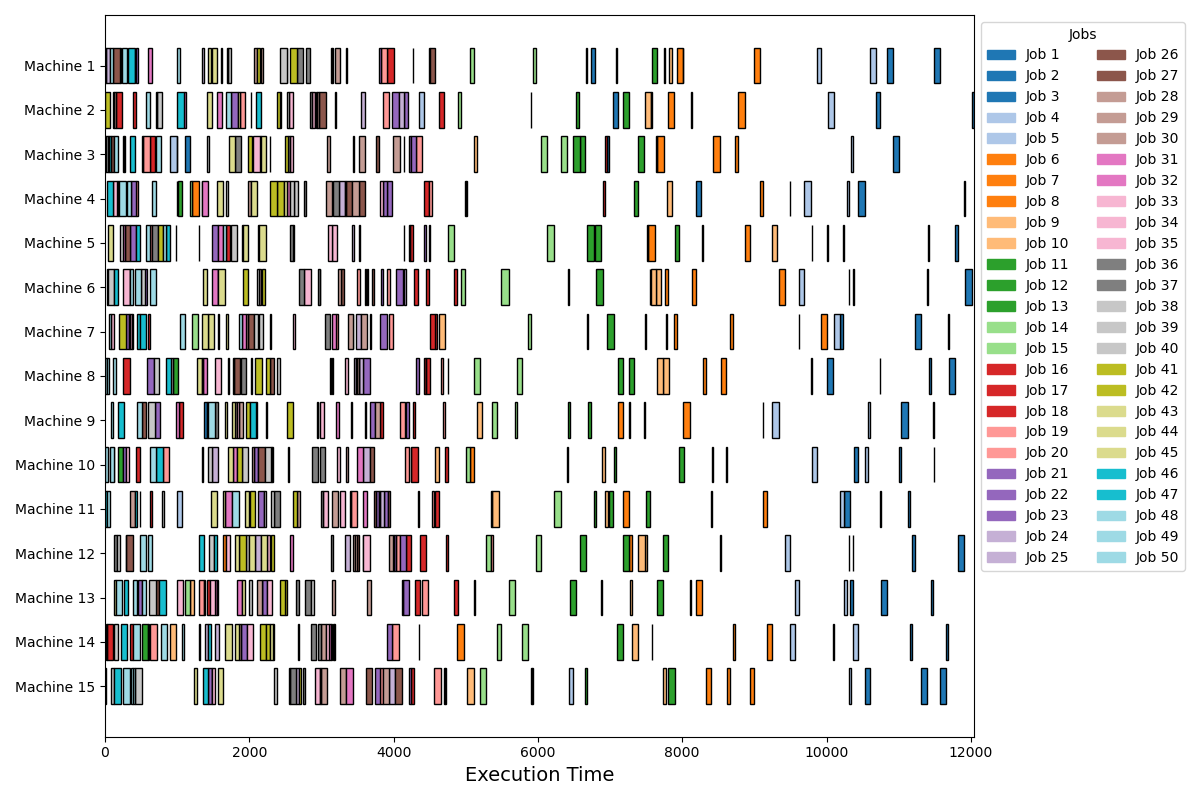 Machine 1
Machine 2
Machine 3
Machine 4
Machine 5
Machine 6
Machine 7
Machine 8
Machine 9
Machine 10
Machine 11
Machine 12
Machine 13
Machine 14
Machine 15
0 2000 4000 6000 8000 10000 12000
Execution Time
Jobs
Job 1 Job 26
Job 2 Job 27
Job 3 Job 28
Job 4 Job 29
Job 5 Job 30
Job 6 Job 31
Job 7 Job 32
Job 8 Job 33
Job 9 Job 34
Job 10 Job 35
Job 11 Job 36
Job 12 Job 37
Job 13 Job 38
Job 14 Job 39
Job 15 Job 40
Job 16 Job 41
Job 17 Job 42
Job 18 Job 43
Job 19 Job 44
Job 20 Job 45
Job 21 Job 46
Job 22 Job 47
Job 23 Job 48
Job 24 Job 49
Job 25 Job 50